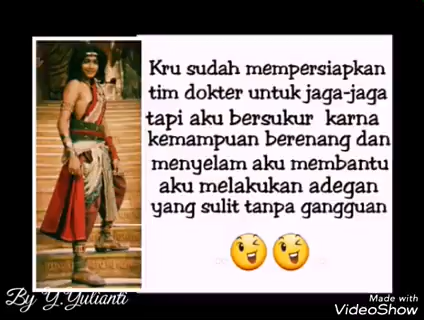 Kru sudah mempersiapkan
tim dokter untuk jaga-jaga
tapi aku bersukur karna
kemampuan berenang dan
menyelam aku membantu
aku melakukan adegan
yang sulit tanpa gangguan
By Y.Yulianti
Made with
VideoShow